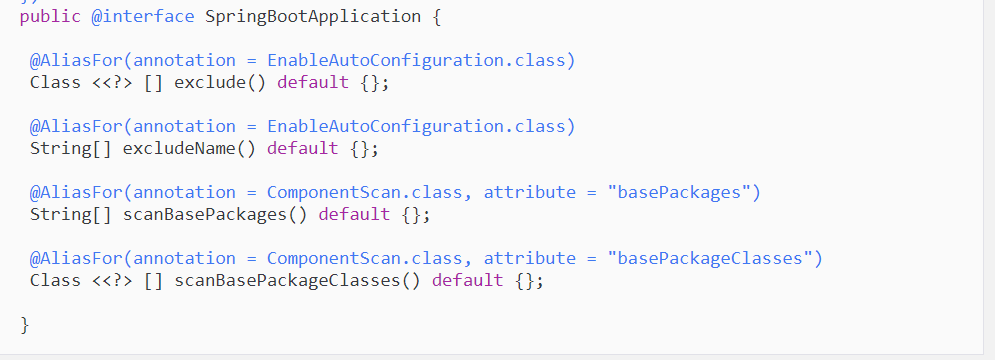 public @interface SpringBootApplication {
@AliasFor(annotation = EnableAutoConfiguration.class)
Class <<?> [] exclude() default {};
@AliasFor(annotation = EnableAutoConfiguration.class)
String[] excludeName() default {};
@AliasFor(annotation = ComponentScan.class, attribute = "basePackages")
String[] scanBasePackages() default {};
@AliasFor(annotation = ComponentScan.class, attribute = "basePackageClasses")
Class <<?> [] scanBasePackageClasses() default {};
}